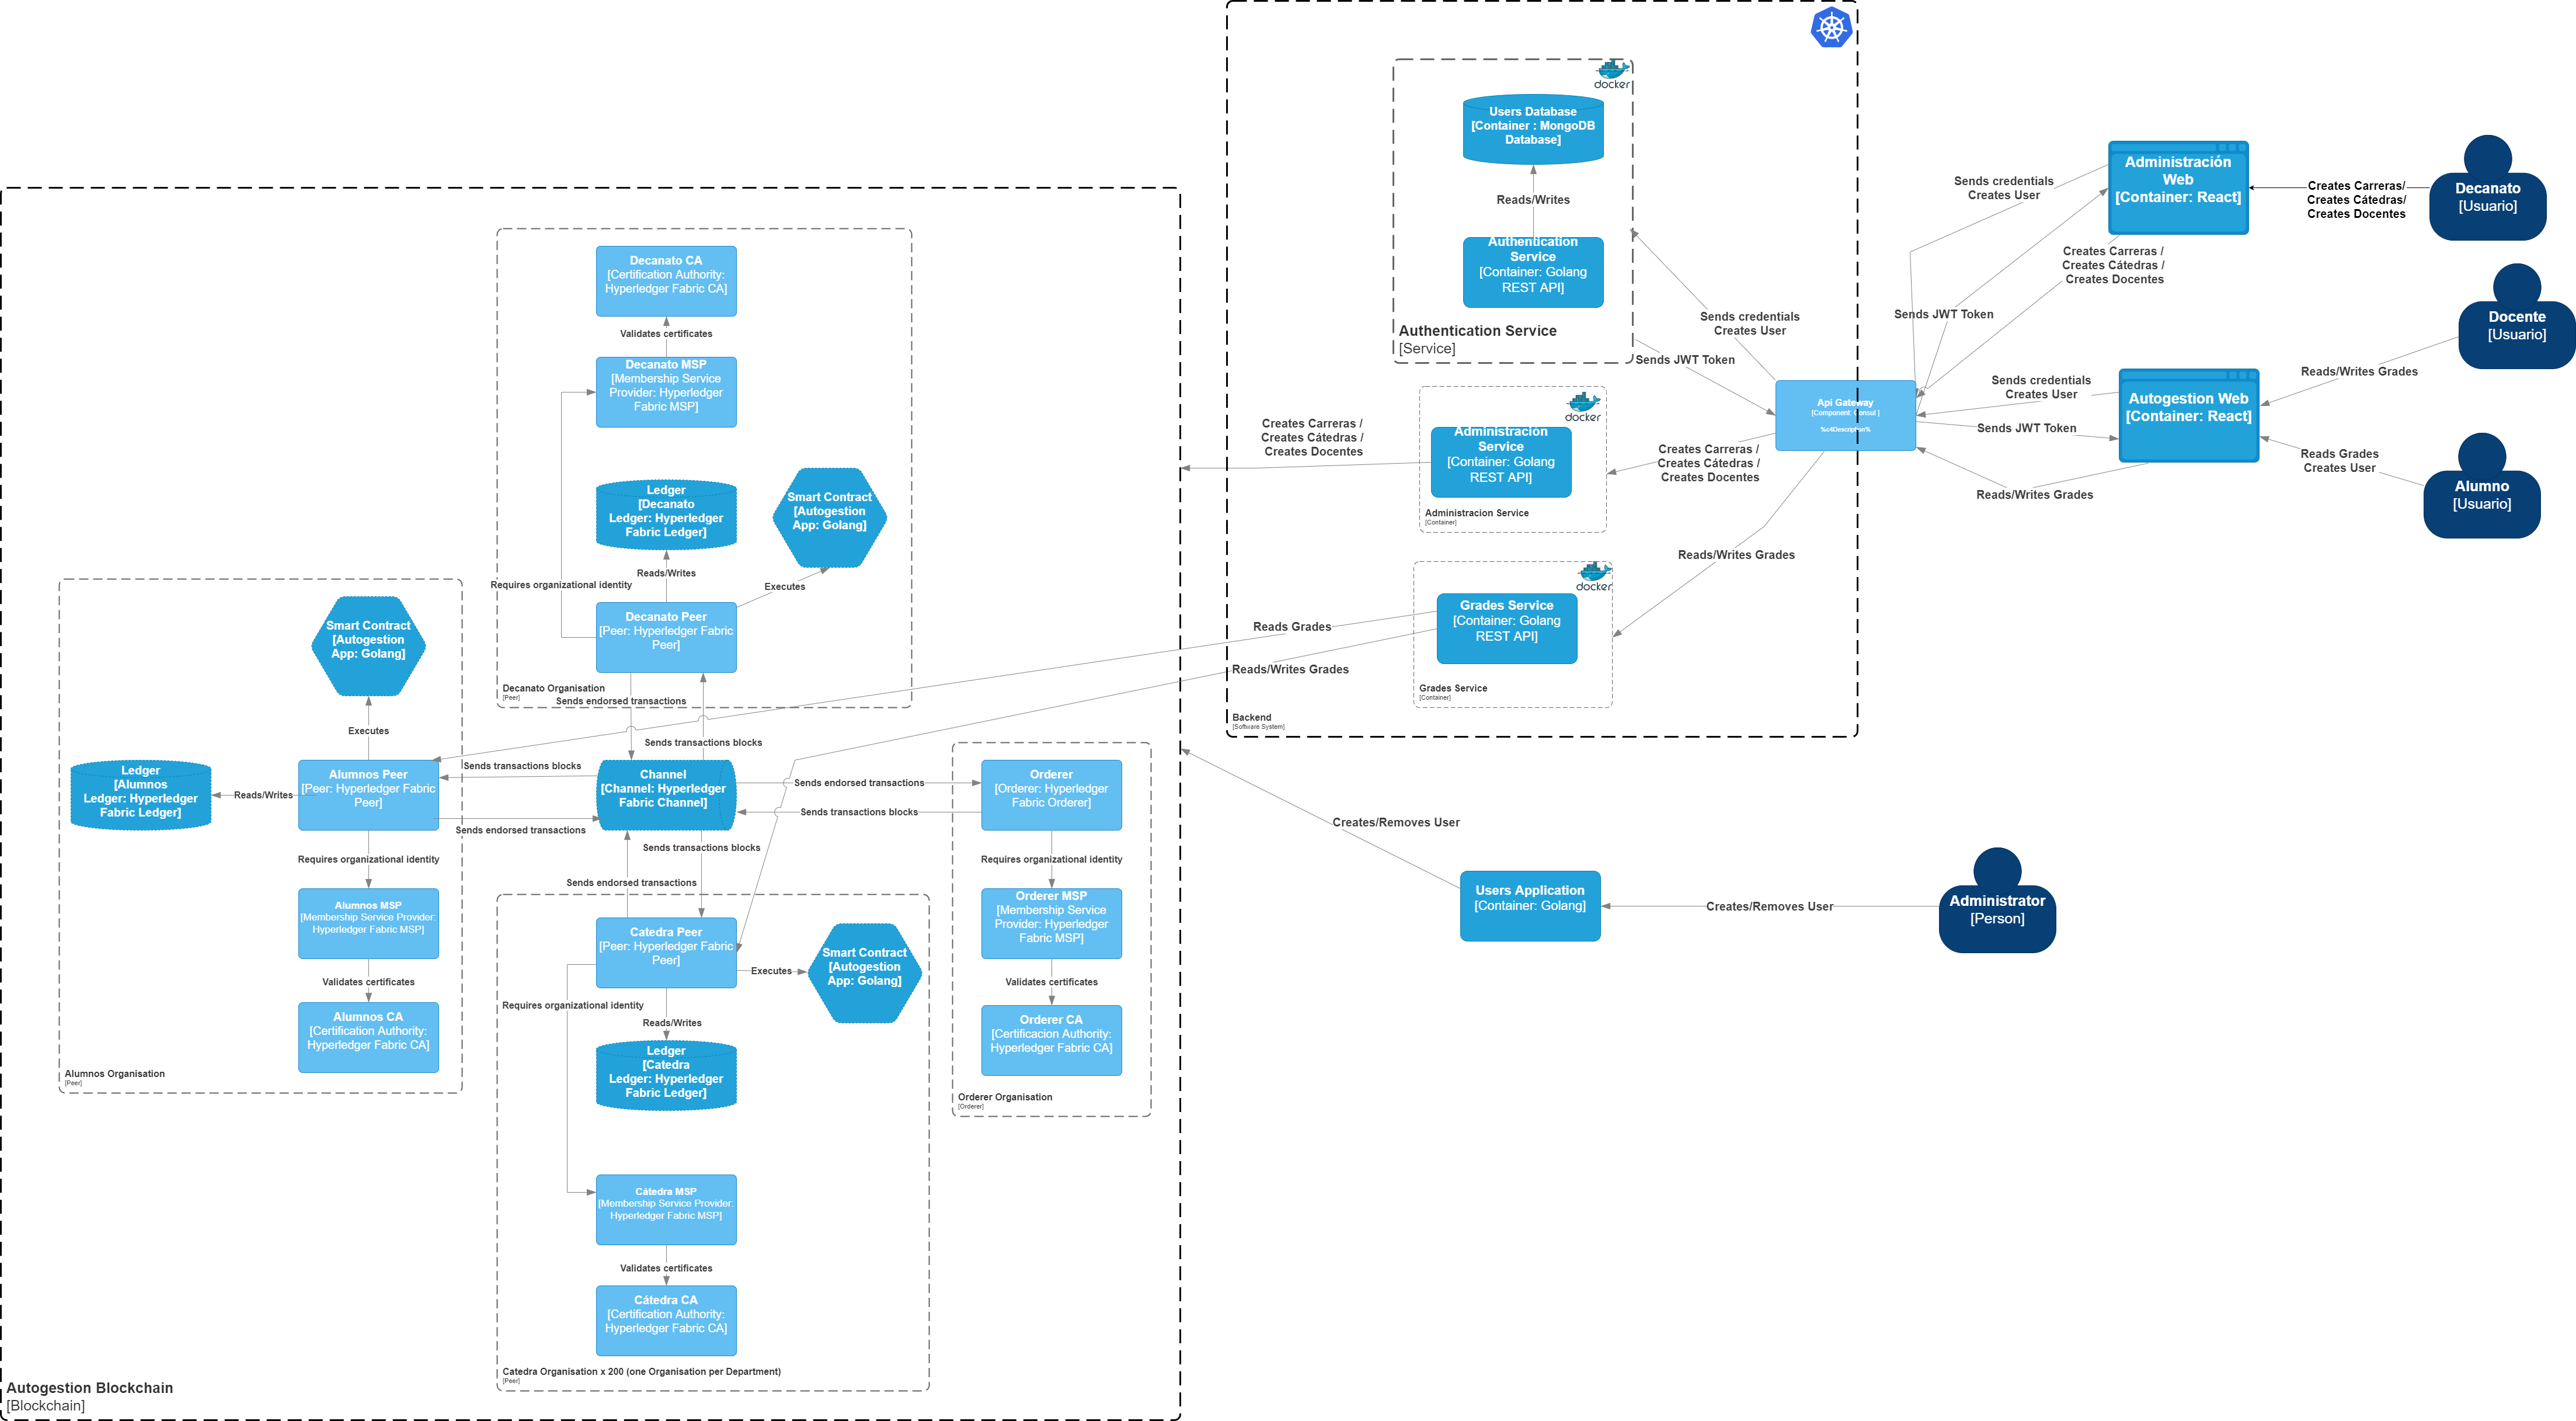 Users Database
[Container : MongoDB
Database]
Reads/Writes
Authentication
Service
[Container: Golang
REST API]
Authentication Service
[Service]
docker
Sends credentials
Creates User
Sends JWT Token
Api Gateway
[Component: Consul ]
%c4Description%
docker
Administración
Service
[Container: Golang
REST API]
Administracion Service
[Container]
Creates Carreras /
Creates Cátedras /
Creates Docentes
Creates Carreras /
Creates Cátedras /
Creates Docentes
docker
Grades Service
[Container: Golang
REST API]
Grades Service
[Container]
Reads/Writes Grades
Reads Grades
Reads/Writes Grades
Backend
[Software System]
Sends credentials
Creates User
Sends JWT Token
Creates Carreras /
Creates Cátedras /
Creates Docentes
Administración
Web
[Container: React]
Creates Carreras/
Creates Cátedras/
Creates Docentes
Decanato
[Usuario]
Docente
[Usuario]
Reads/Writes Grades
Sends credentials
Creates User
Sends JWT Token
Reads/Writes Grades
Autogestion Web
[Container: React]
Reads Grades
Creates User
Alumno
[Usuario]
Creates/Removes User
Users Application
[Container: Golang]
Creates/Removes User
Administrator
[Person]
Decanato CA
[Certification Authority:
Hyperledger Fabric CA]
Validates certificates
Decanato MSP
[Membership Service
Provider: Hyperledger
Fabric MSP]
Ledger
[Decanato
Ledger: Hyperledger
Fabric Ledger]
Smart Contract
[Autogestion
App: Golang]
Requires organizational identity
Reads/Writes
Executes
Decanato Peer
[Peer: Hyperledger Fabric
Peer]
Decanato Organisation
[Peer]
Sends endorsed transactions
Sends transactions blocks
Smart Contract
[Autogestion
App: Golang]
Executes
Ledger
[Alumnos
Ledger: Hyperledger
Fabric Ledger]
Reads/Writes
Alumnos Peer
[Peer: Hyperledger Fabric
Peer]
Sends transactions blocks
Sends endorsed transactions
Requires organizational identity
Alumnos MSP
[Membership Service Provider:
Hyperledger Fabric MSP]
Validates certificates
Alumnos CA
[Certification Authority:
Hyperledger Fabric CA]
Alumnos Organisation
[Peer]
Channel
[Channel: Hyperledger
Fabric Channel]
Sends endorsed transactions
Sends transactions blocks
Sends transactions blocks
Sends endorsed transactions
Orderer
[Orderer: Hyperledger
Fabric Orderer]
Requires organizational identity
Orderer MSP
[Membership Service
Provider: Hyperledger
Fabric MSP]
Validates certificates
Orderer CA
[Certificacion Authority:
Hyperledger Fabric CA]
Orderer Organisation
[Orderer]
Catedra Peer
[Peer: Hyperledger Fabric
Peer]
Executes
Smart Contract
[Autogestion
App: Golang]
Requires organizational identity
Reads/Writes
Ledger
[Catedra
Ledger: Hyperledger
Fabric Ledger]
Cátedra MSP
[Membership Service Provider:
Hyperledger Fabric MSP]
Validates certificates
Cátedra CA
[Certification Authority:
Hyperledger Fabric CA]
Catedra Organisation x 200 (one Organisation per Department)
[Peer]
Autogestion Blockchain
[Blockchain]